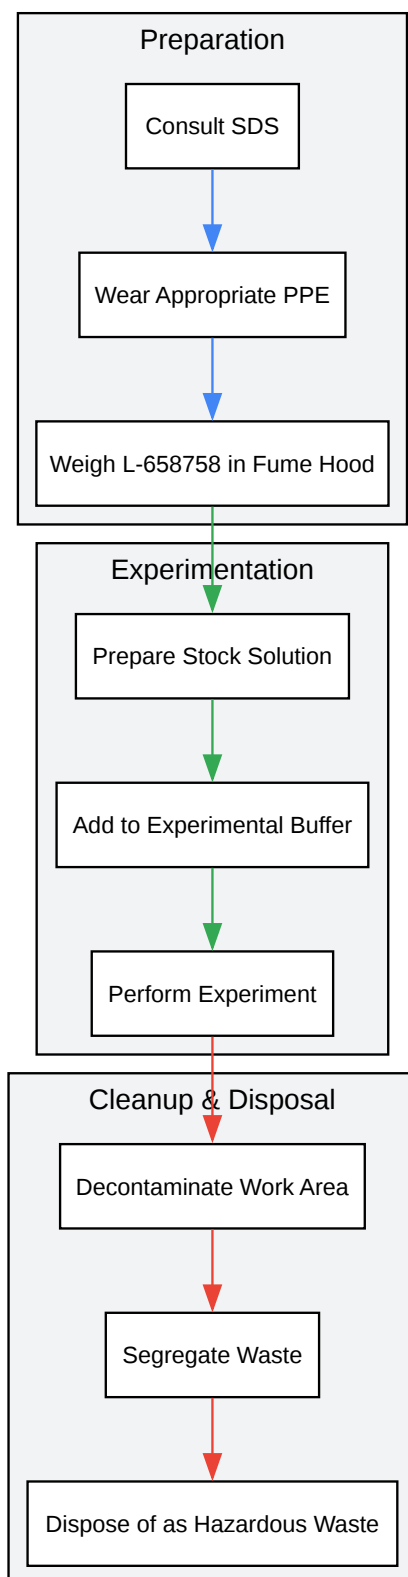 Preparation
Consult SDS
Wear Appropriate PPE
Weigh L-658758 in Fume Hood
Experimentation
Prepare Stock Solution
Add to Experimental Buffer
Perform Experiment
Cleanup & Disposal
Decontaminate Work Area
Segregate Waste
Dispose of as Hazardous Waste